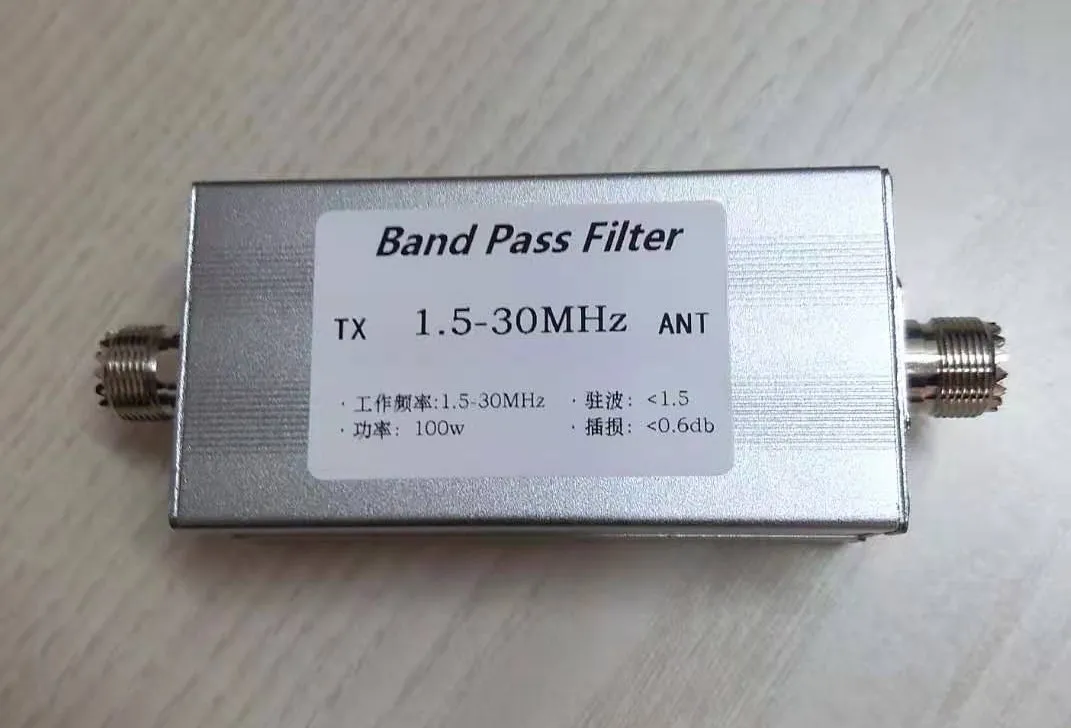 Band Pass Filter
TX 1.5-30MHz ANT
· 工作频率:1.5-30MHz · 驻波: <1.5
· 功率: 100w · 插损: <0.6db